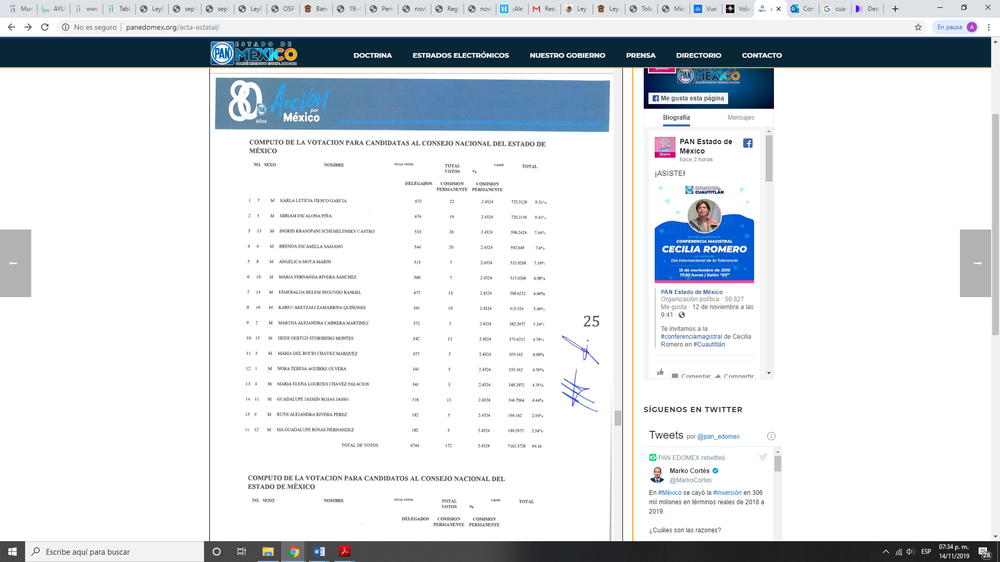 Mun
AYU
www
Tabl
LeyD
sep1
sep1
LeyD
OSF
Banc
19.-
Peric
nov(
Regl
nov(
¡Ale
Resu
Ley
Ley
Tolu
Micr
Vuel
Vola
Corr
cuar
Desp
No es seguro | panedomex.org/acta-estatal/
En pausa A
PAN ESTADO DE MEXICO
COMITÉ DIRECTIVO ESTATAL 2018-2021
DOCTRINA ESTRADOS ELECTRÓNICOS NUESTRO GOBIERNO PRENSA DIRECTORIO CONTACTO
80 Años PAN Acción por México
COMPUTO DE LA VOTACION PARA CANDIDATAS AL CONSEJO NACIONAL DEL ESTADO DE
MÉXICO
NO. SEXO NOMBRE TOTAL VOTOS TOTAL VOTOS % VALOR TOTAL
DELEGADOS COMISION PERMANENTE COMISION PERMANENTE
1 7 M KARLA LETICIA FIESCO GARCIA 672 22 2.4324 725.5128 9.38%
2 5 M MIRIAM ESCALONA PIÑA 674 19 2.4324 720.2156 9.41%
3 13 M INGRID KRASOPANI SCHEMELENSKY CASTRO 533 26 2.4324 596.2424 7.44%
4 6 M BRENDA ESCAMILLA SAMANO 544 20 2.4324 592.648 7.6%
5 8 M ANGELICA MOYA MARIN 515 7 2.4324 532.0268 7.19%
6 10 M MARIA FERNANDA RIVERA SANCHEZ 500 7 2.4324 517.0268 6.98%
7 14 M ESMERALDA BELEM SEGUNDO RANGEL 477 13 2.4324 508.6212 6.66%
8 16 M KAREN AKETZALI ZAMARRIPA QUIÑONES 391 10 2.4324 415.324 5.46%
9 2 M MARTHA ALEJANDRA CABRERA MARTINEZ 375 3 2.4324 382.2972 5.24%
10 15 M HEIDI GERTUD STORSBERG MONTES 342 13 2.4324 373.6212 4.78%
11 3 M MARIA DEL ROCIO CHAVEZ MARQUEZ 357 5 2.4324 369.162 4.98%
12 1 M NORA TERESA AGUIRRE OLVERA 341 5 2.4324 353.162 4.76%
13 4 M MARIA ELENA LOURDES CHAVEZ PALACIOS 341 3 2.4324 348.2972 4.76%
14 11 M GUADALUPE JASMIN ROJAS JASSO 318 11 2.4324 344.7564 4.44%
15 9 M RUTH ALEJANDRA RIVERA PEREZ 182 5 2.4324 194.162 2.54%
16 12 M MA GUADALUPE ROSAS HERNANDEZ 182 3 2.4324 189.2972 2.54%
TOTAL DE VOTOS 6744 172 2.4324 7162.3728 94.16
25
COMPUTO DE LA VOTACION PARA CANDIDATOS AL CONSEJO NACIONAL DEL
ESTADO DE MÉXICO
NO. SEXO NOMBRE TOTAL VOTOS TOTAL VOTOS % VALOR TOTAL
DELEGADOS COMISION PERMANENTE COMISION PERMANENTE
PAN MEXICO
Me gusta esta página
Biografía Mensajes
PAN Estado de
México
hace 2 horas
¡ASISTE!
PARTIDO ACCIÓN NACIONAL
COMITÉ DIRECTIVO MUNICIPAL
CUAUTITLÁN
Te invita a presenciar la
CONFERENCIA MAGISTRAL
CECILIA ROMERO
con motivo del
Día Internacional de la Tolerancia
15 de noviembre de 2019
17:30 horas | Salón “Eli”
PAN Estado de México
Organización política · 50,827
Me gusta · 12 de noviembre a las
9:41 ·
Te invitamos a la
#conferenciamagistral de Cecilia
Romero en #Cuautitlán.
Comentar Compartir
SÍGUENOS EN TWITTER
Tweets por @pan_edomex
PAN EDOMEX retwitteó
Marko Cortés
@MarkoCortes
En #México se cayó la #inversión en 306
mil millones en términos reales de 2018 a
2019.
¿Cuáles son las razones?
Escribe aquí para buscar
ESP
07:34 p. m.
14/11/2019
28